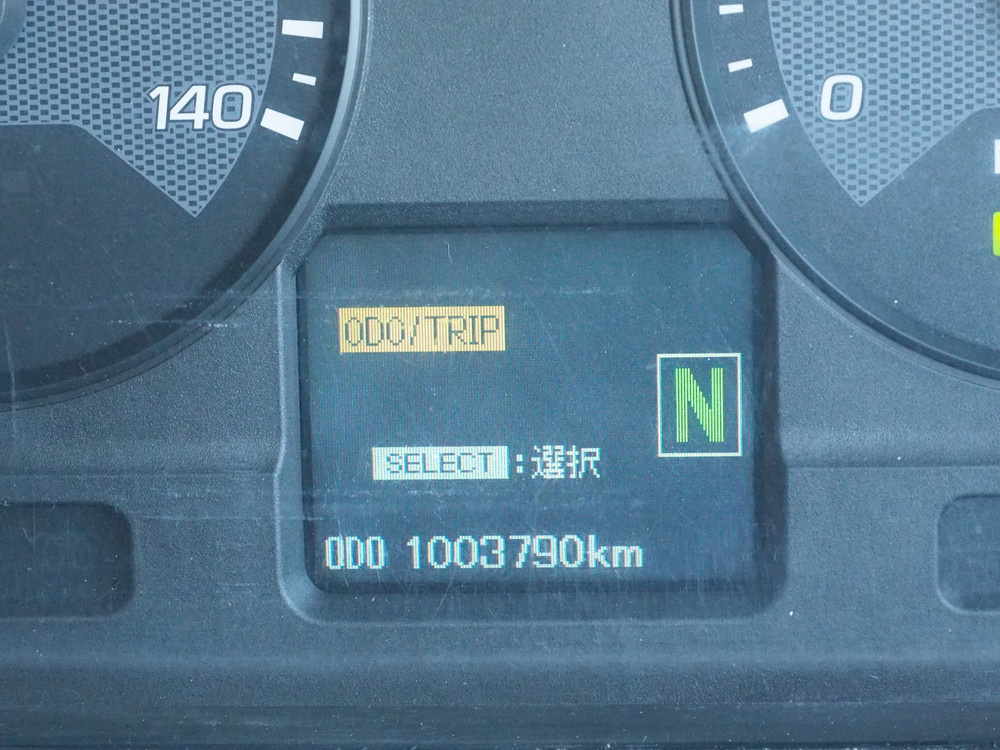 140
0
ODO/TRIP
N
SELECT:選択
ODO 1003790km